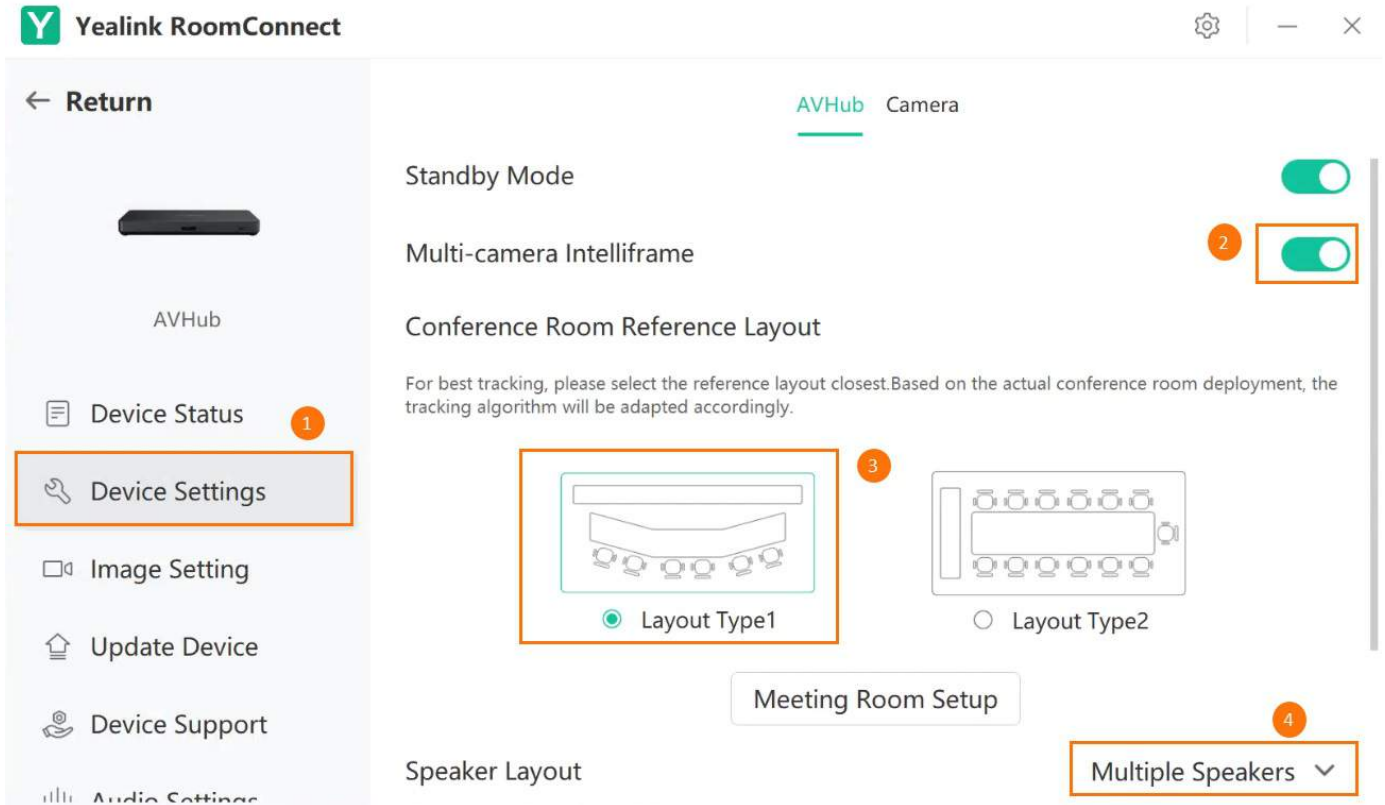 Y Yealink RoomConnect
← Return
AVHub Camera
Standby Mode
Multi-camera Intelliframe
2
AVHub
Conference Room Reference Layout
For best tracking, please select the reference layout closest.Based on the actual conference room deployment, the
tracking algorithm will be adapted accordingly.
Device Status
1
Device Settings
3
Image Setting
Layout Type1
Layout Type2
Update Device
Meeting Room Setup
Device Support
4
Speaker Layout
Multiple Speakers
Audio Settings